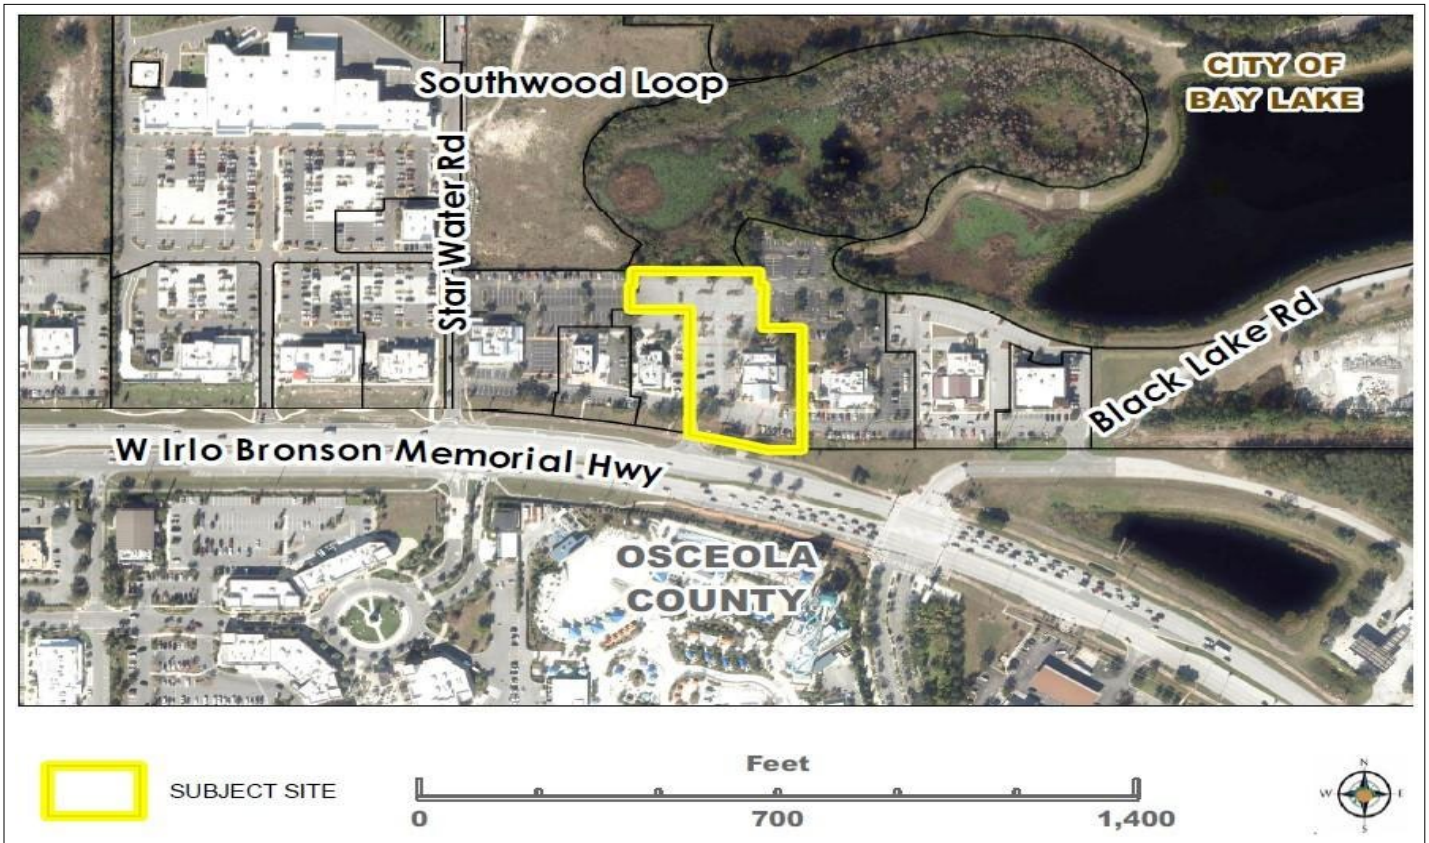 Southwood Loop
CITY OF
BAY LAKE
Star Water Rd
Black Lake Rd
W Irlo Bronson Memorial Hwy
OSCEOLA
COUNTY
SUBJECT SITE
Feet
0 700 1,400
N
W E
S